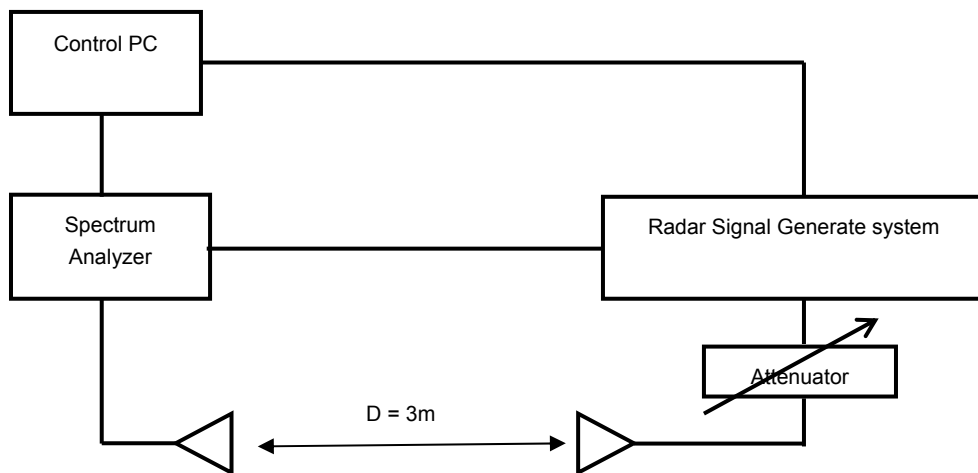 Control PC
Spectrum
Analyzer
Radar Signal Generate system
Attenuator
D = 3m